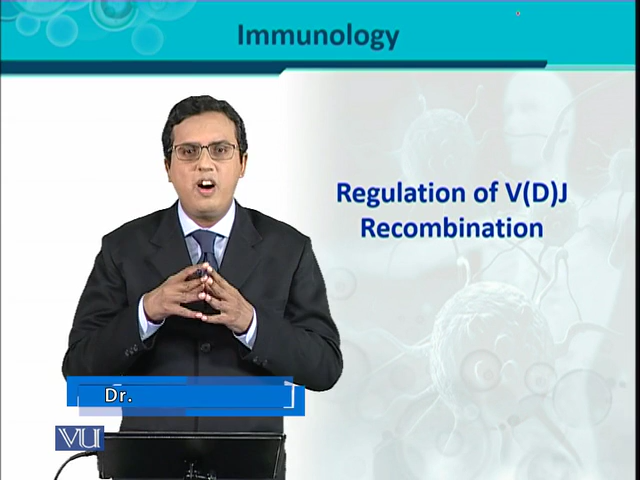 Immunology
Regulation of V(D)J
Recombination
Dr.
VU